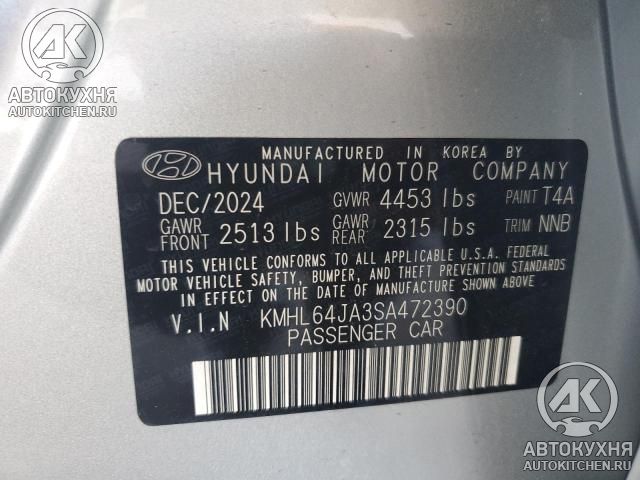 АВТОКУХНЯ
AUTOKITCHEN.RU
MANUFACTURED IN KOREA BY
HYUNDAI MOTOR COMPANY
DEC/2024 GVWR 4453 lbs PAINT T4A
GAWR FRONT 2513 lbs GAWR REAR 2315 lbs TRIM NNB
THIS VEHICLE CONFORMS TO ALL APPLICABLE U.S.A. FEDERAL
MOTOR VEHICLE SAFETY, BUMPER, AND THEFT PREVENTION STANDARDS
IN EFFECT ON THE DATE OF MANUFACTURE SHOWN ABOVE.
V.I.N KMHL64JA3SA472390
PASSENGER CAR
АК
АВТОКУХНЯ
AUTOKITCHEN.RU